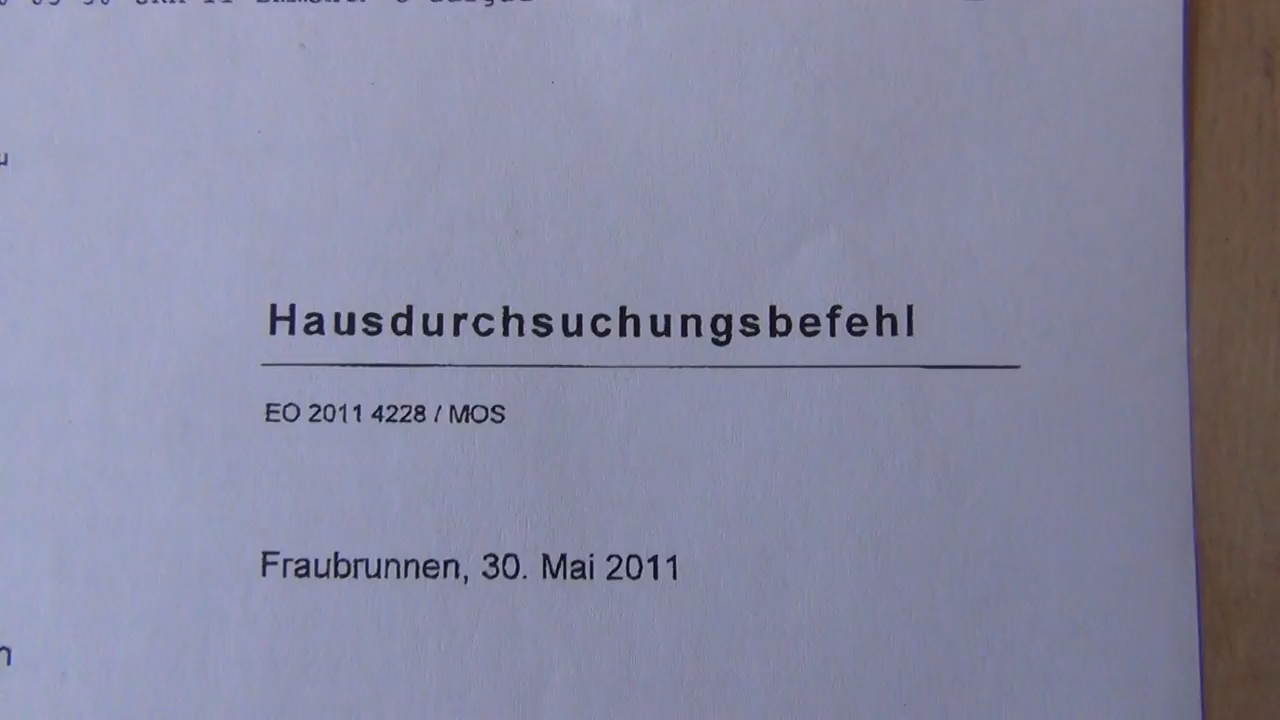 Hausdurchsuchungsbefehl
EO 2011 4228 / MOS
Fraubrunnen, 30. Mai 2011